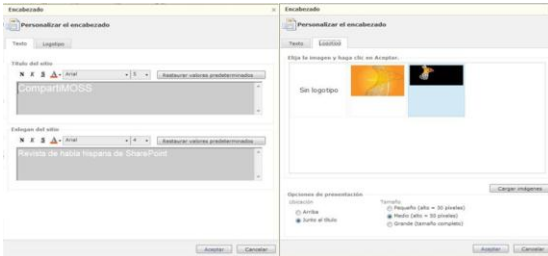 Encabezado
Personalizar el encabezado
Texto Logotipo
Título del sitio
N K S A Arial 5 Restaurar valores predeterminados
CompartiMOSS
Eslogan del sitio
N K S A Arial 4 Restaurar valores predeterminados
Revista de habla hispana de SharePoint
Aceptar Cancelar
Encabezado
Personalizar el encabezado
Texto Logotipo
Elija la imagen y haga clic en Aceptar.
Sin logotipo
Cargar imágenes
Opciones de presentación
Ubicación
Arriba
Junto al título
Tamaño
Pequeño (alto = 30 píxeles)
Medio (alto = 50 píxeles)
Grande (tamaño completo)
Aceptar Cancelar